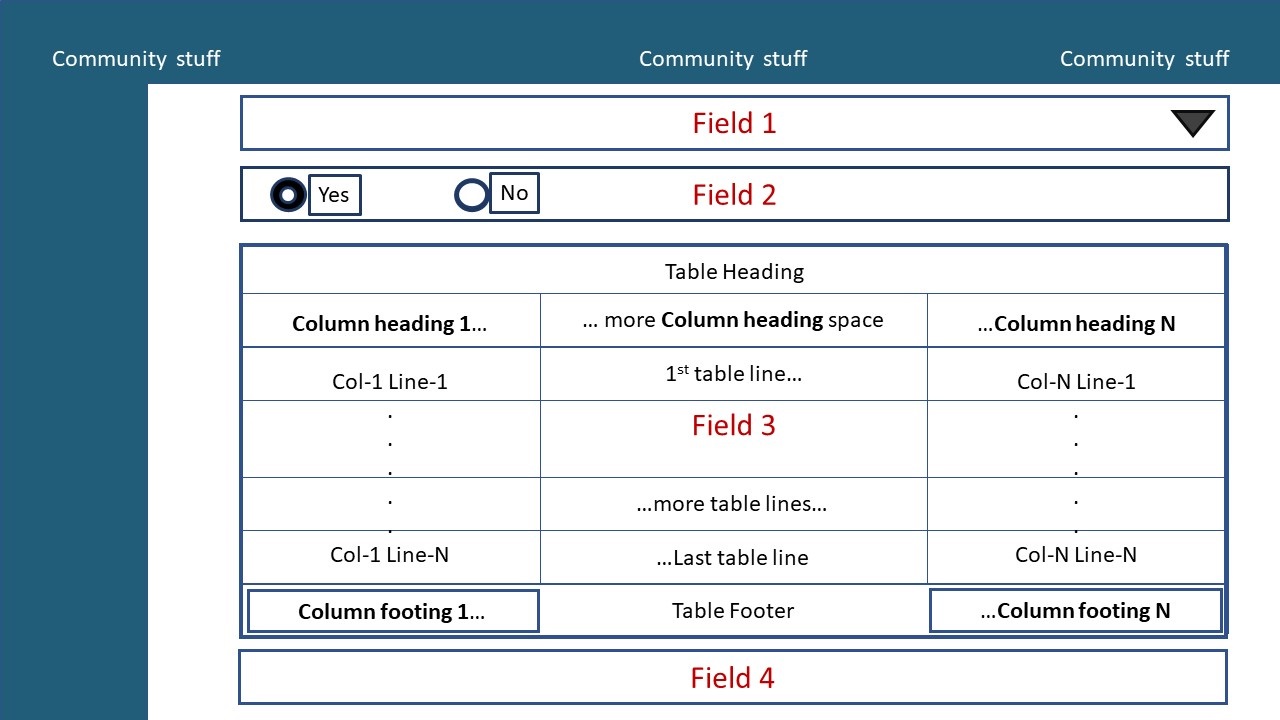 Community stuff Community stuff Community stuff
Field 1
Yes No Field 2
Table Heading
Column heading 1… … more Column heading space …Column heading N
Col-1 Line-1 1st table line… Col-N Line-1
.
.
Field 3
.
.
.
.
. …more table lines… .
. .
Col-1 Line-N …Last table line Col-N Line-N
Column footing 1… Table Footer …Column footing N
Field 4